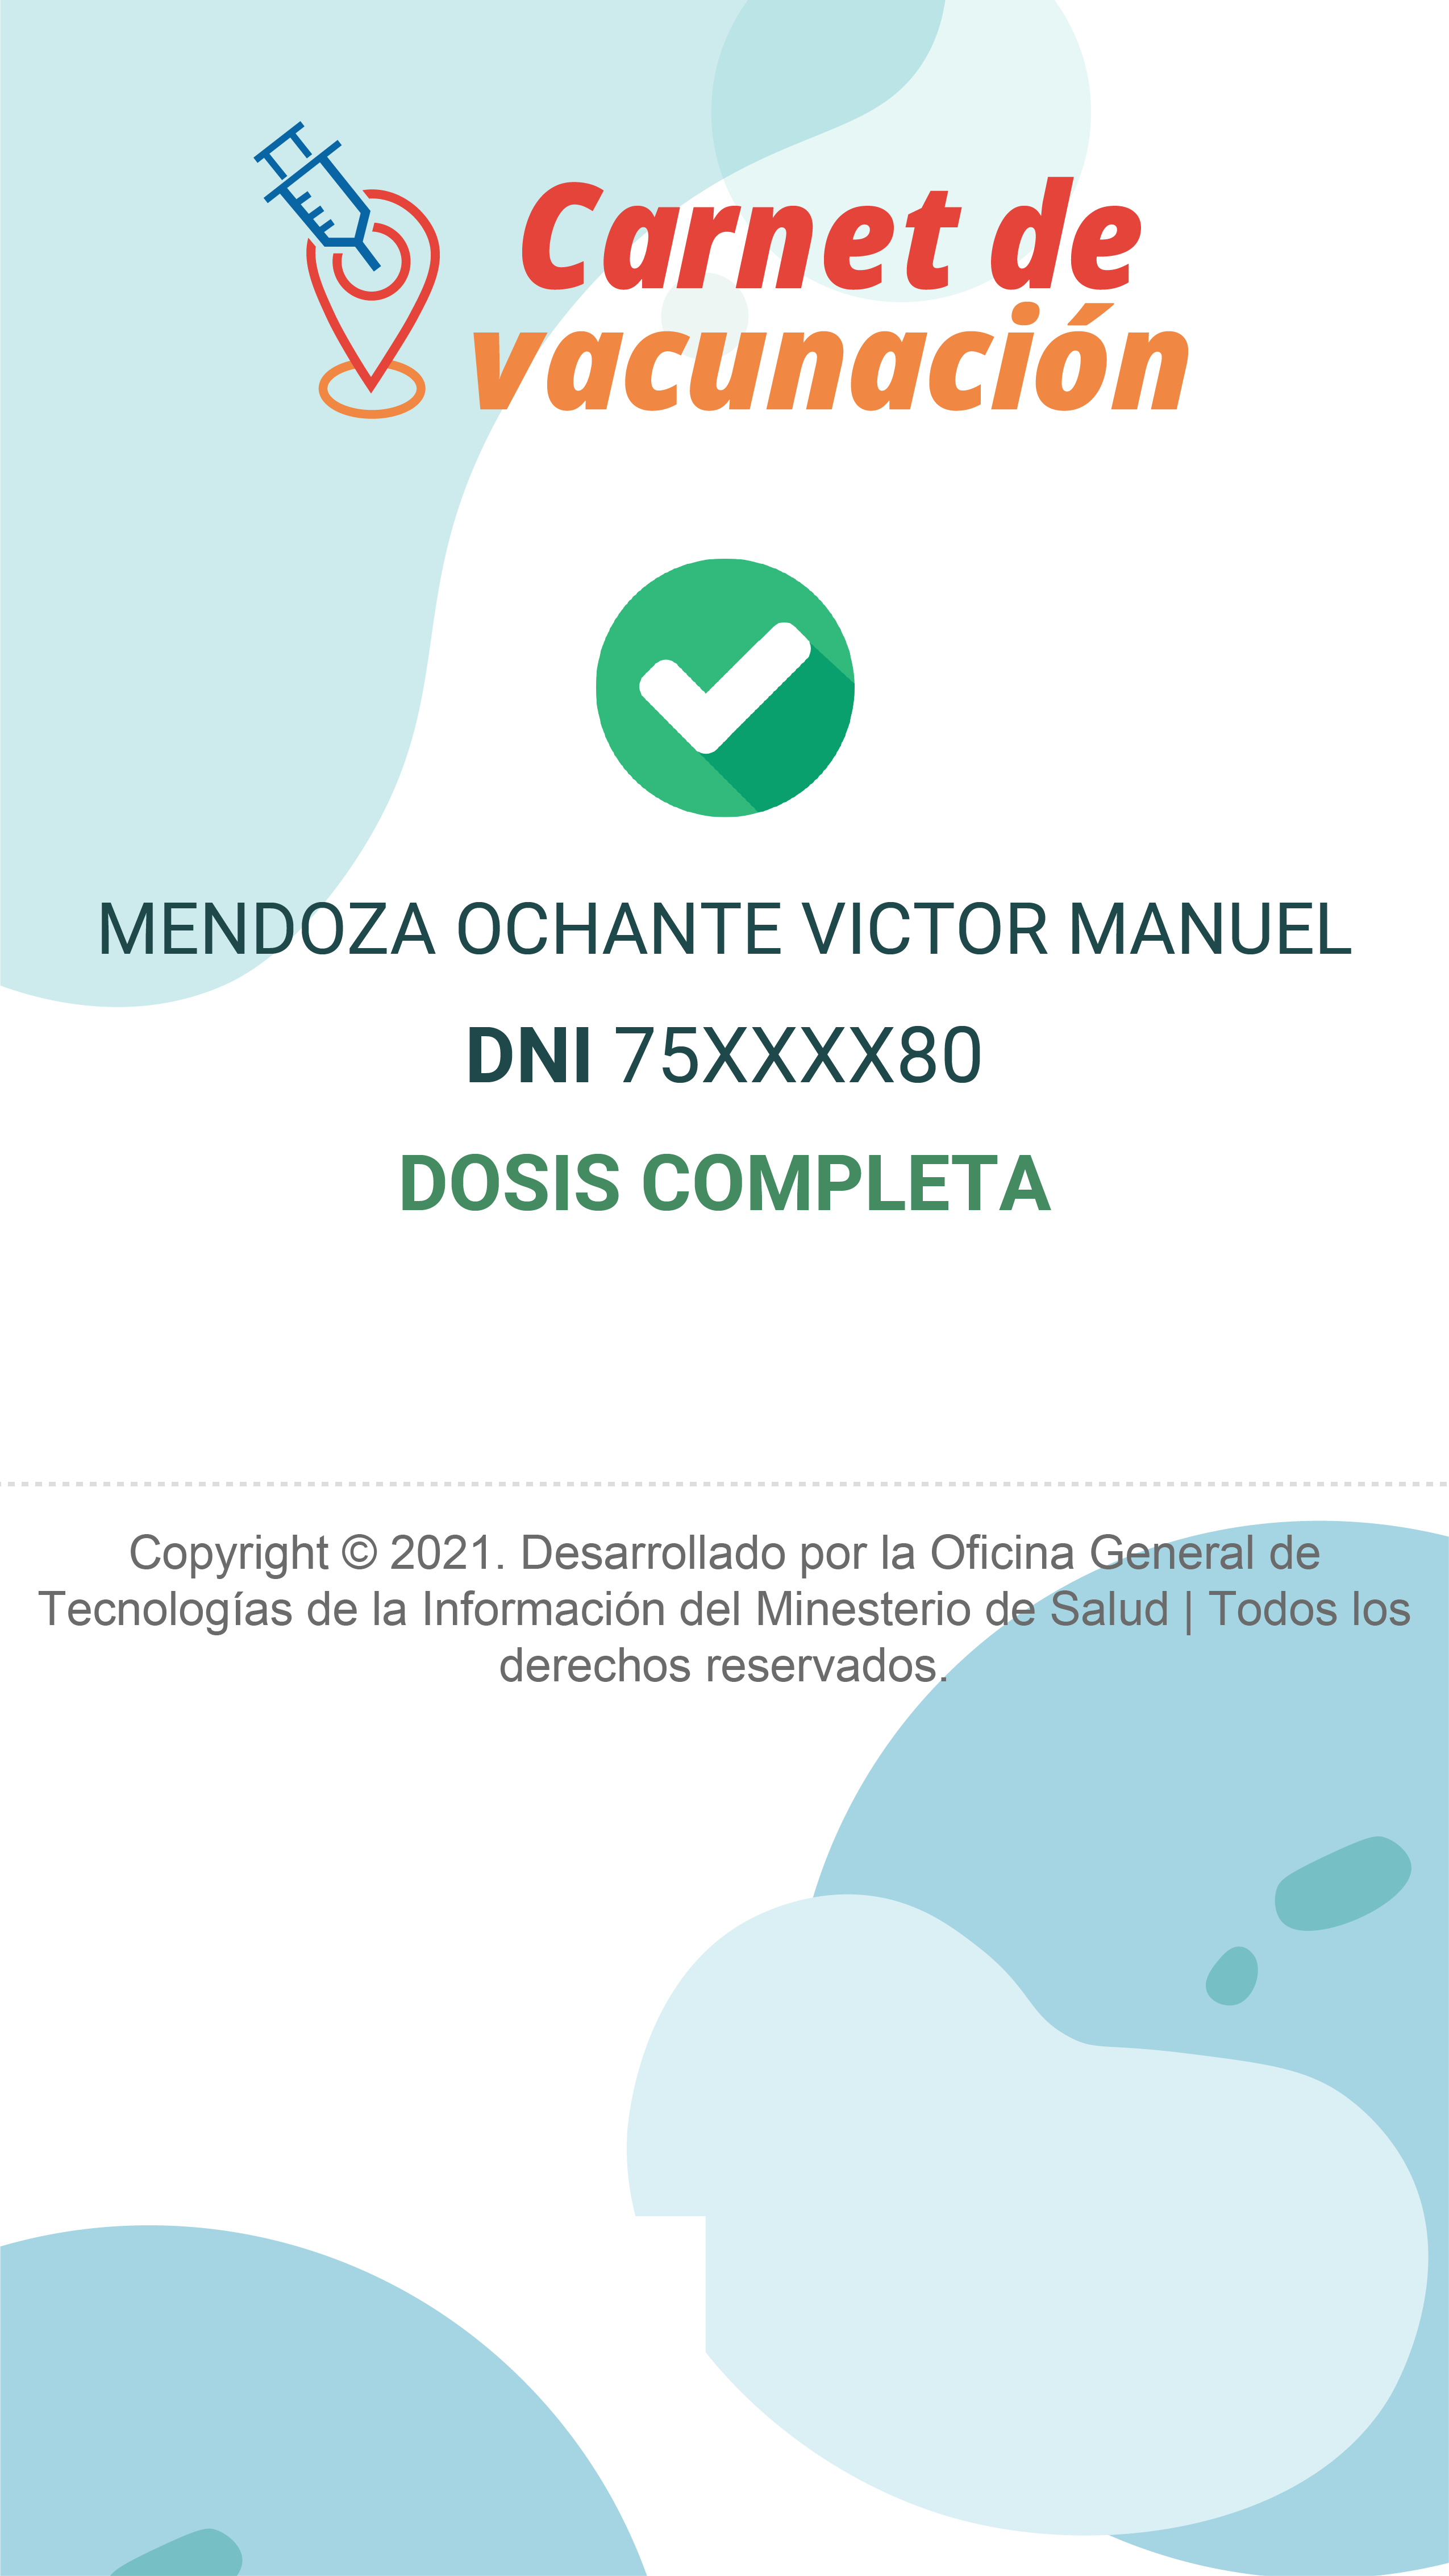 Carnet de
vacunación
MENDOZA OCHANTE VICTOR MANUEL
DNI 75XXXX80
DOSIS COMPLETA
Copyright © 2021. Desarrollado por la Oficina General de
Tecnologías de la Información del Minesterio de Salud | Todos los
derechos reservados.